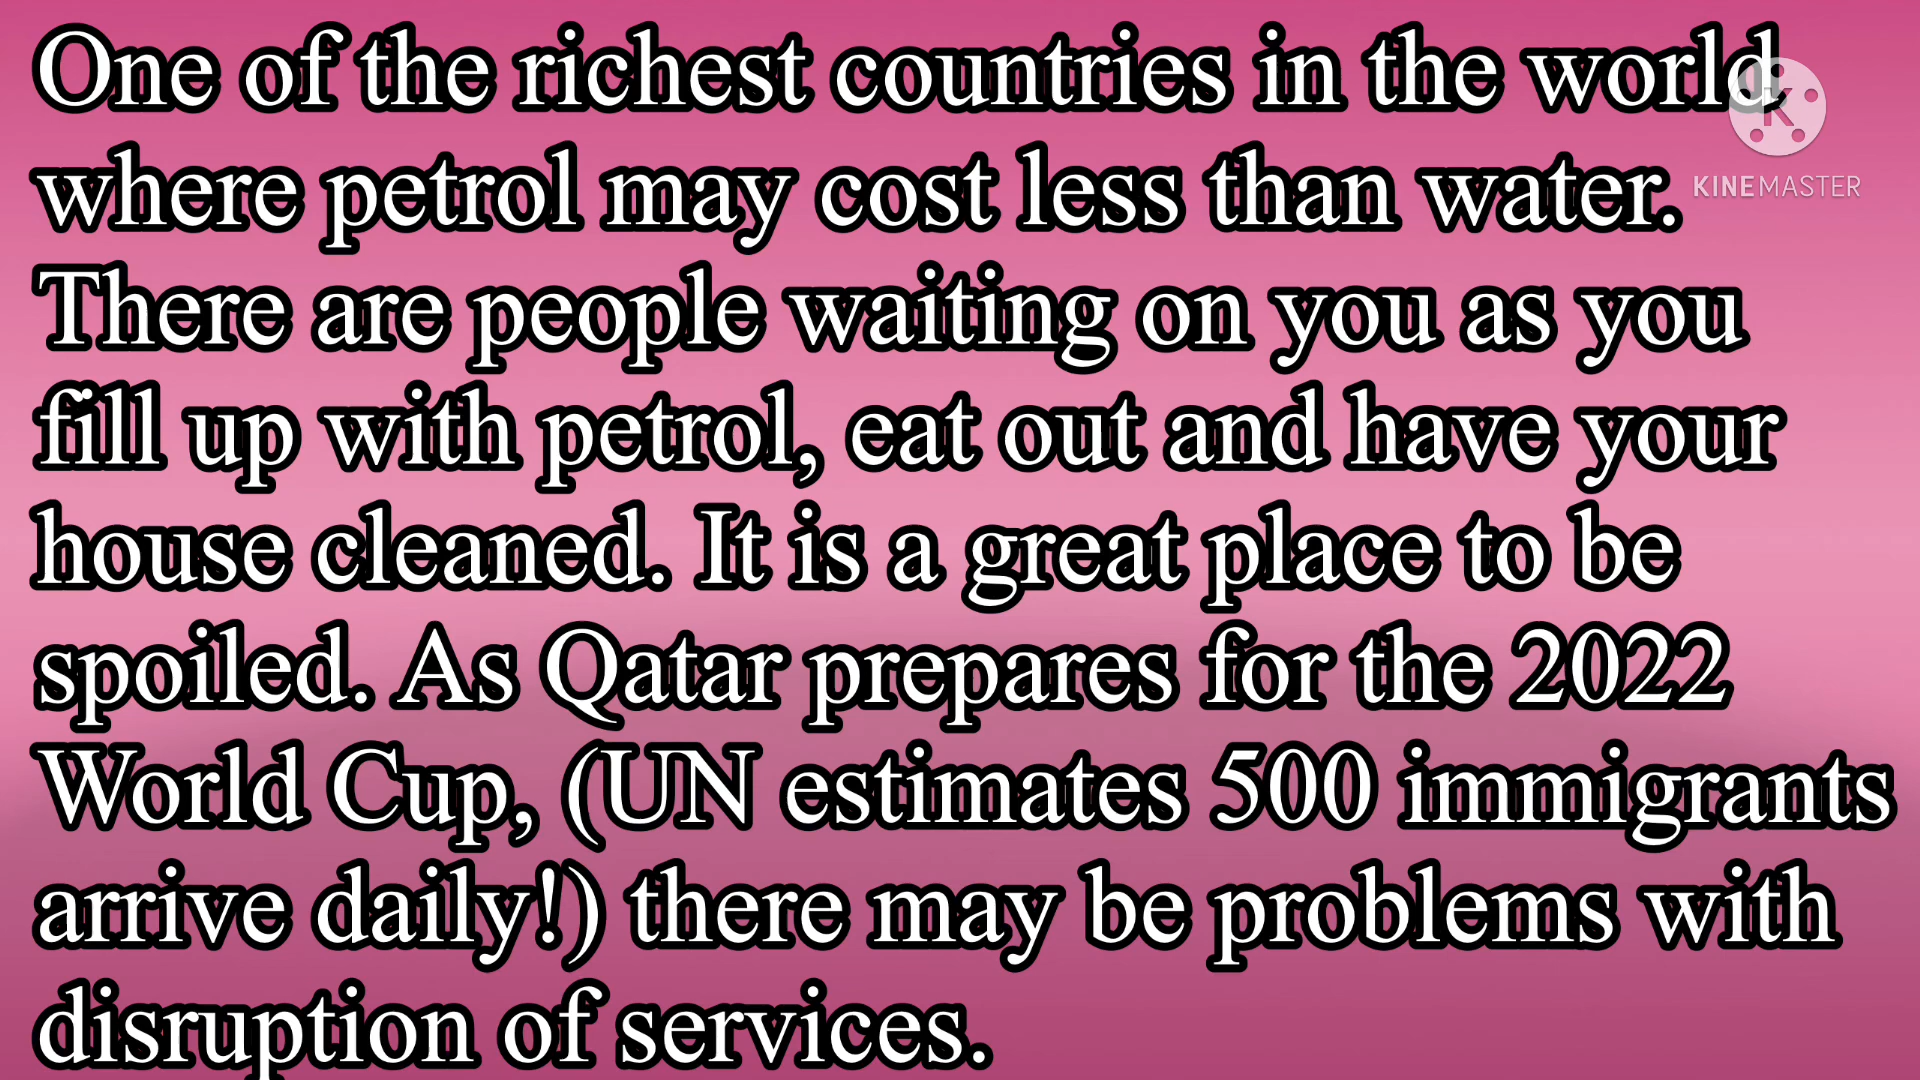 One of the richest countries in the world
where petrol may cost less than water.
There are people waiting on you as you
fill up with petrol, eat out and have your
house cleaned. It is a great place to be
spoiled. As Qatar prepares for the 2022
World Cup, (UN estimates 500 immigrants
arrive daily!) there may be problems with
disruption of services.
K
KINEMASTER